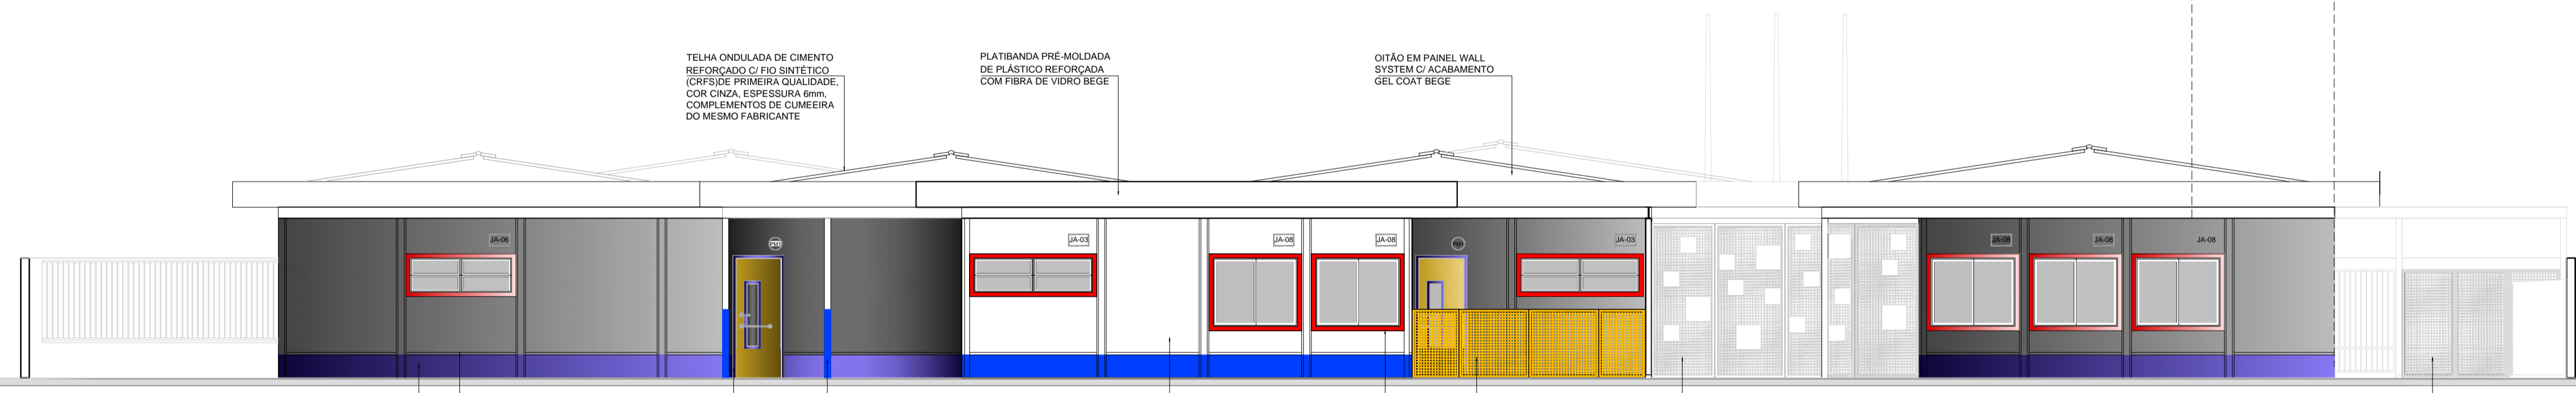 TELHA ONDULADA DE CIMENTO
REFORÇADO C/ FIO SINTÉTICO
(CRFS)DE PRIMEIRA QUALIDADE,
COR CINZA, ESPESSURA 6mm,
COMPLEMENTOS DE CUMEEIRA
DO MESMO FABRICANTE
PLATIBANDA PRÉ-MOLDADA
DE PLÁSTICO REFORÇADA
COM FIBRA DE VIDRO BEGE
OITÃO EM PAINEL WALL
SYSTEM C/ ACABAMENTO
GEL COAT BEGE
JA-06
JA-03
JA-08
JA-08
PM1
JA-03
JA-08
JA-08
JA-08